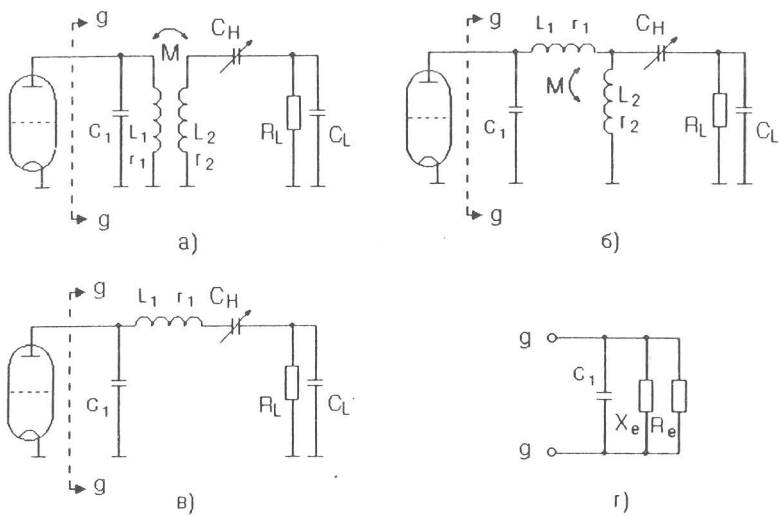 g
M
C_H
C_1
L_1
r_1
L_2
r_2
R_L
C_L
g
а)
g
L_1 r_1
C_H
M
C_1
L_2
r_2
R_L
C_L
g
б)
g
L_1 r_1
C_H
C_1
R_L
C_L
g
в)
g
C_1
X_e
R_e
g
г)